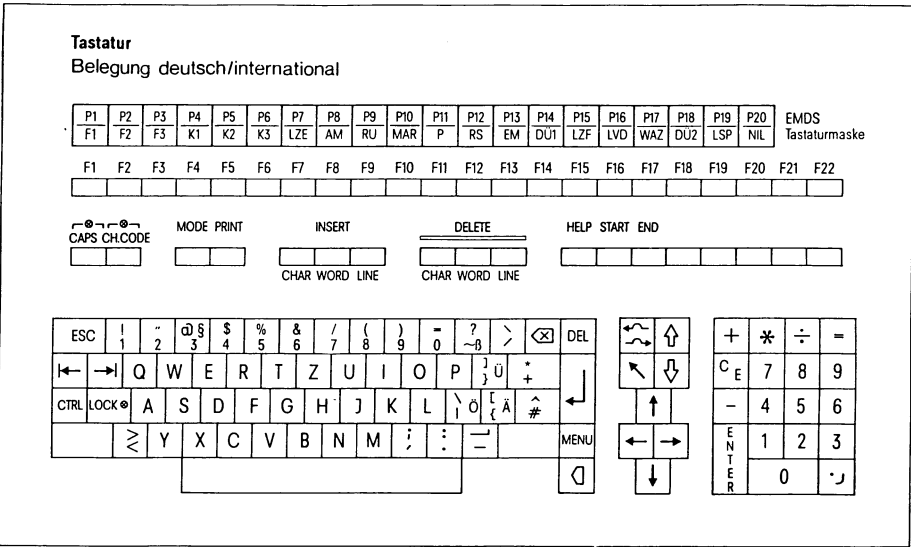 Tastatur
Belegung deutsch/international
P1 P2 P3 P4 P5 P6 P7 P8 P9 P10 P11 P12 P13 P14 P15 P16 P17 P18 P19 P20 EMDS
F1 F2 F3 K1 K2 K3 LZE AM RU MAR P RS EM DÜ1 LZF LVD WAZ DÜ2 LSP NIL Tastaturmaske
F1 F2 F3 F4 F5 F6 F7 F8 F9 F10 F11 F12 F13 F14 F15 F16 F17 F18 F19 F20 F21 F22
CAPS CH.CODE MODE PRINT INSERT DELETE HELP START END
CHAR WORD LINE CHAR WORD LINE
ESC ! 1 " 2 @ § 3 $ 4 % 5 & 6 / 7 ( 8 ) 9 = 0 ? ~ß \ / DEL + * ÷ =
Q W E R T Z U I O P ] } Ü * + CE 7 8 9
CTRL LOCK A S D F G H J K L \ | Ö [ { Ä ^ # - 4 5 6
> < Y X C V B N M ; , : . _ MENU ENTER 1 2 3
0 .,